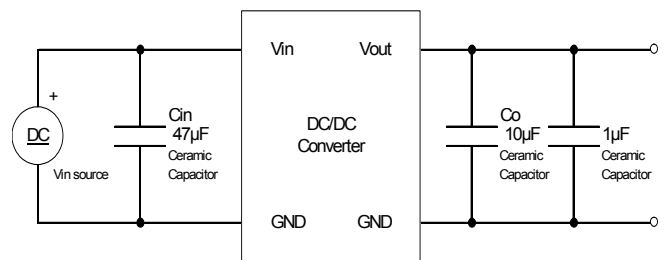 Vin
Vout
+
DC
Vin source
Cin
47µF
Ceramic
Capacitor
DC/DC
Converter
Co
10µF
Ceramic
Capacitor
1µF
Ceramic
Capacitor
GND
GND